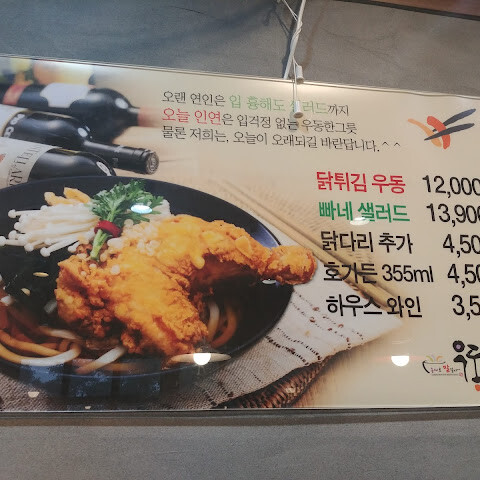 오랜 연인은 입 흉해도 샐러드까지
오늘 인연은 입걱정 없는 우동한그릇
물론 저희는, 오늘이 오래되길 바란답니다.^^
닭튀김 우동 12,000
빠네 샐러드 13,900
닭다리 추가 4,50
호가든 355ml 4,50
하우스 와인 3,5